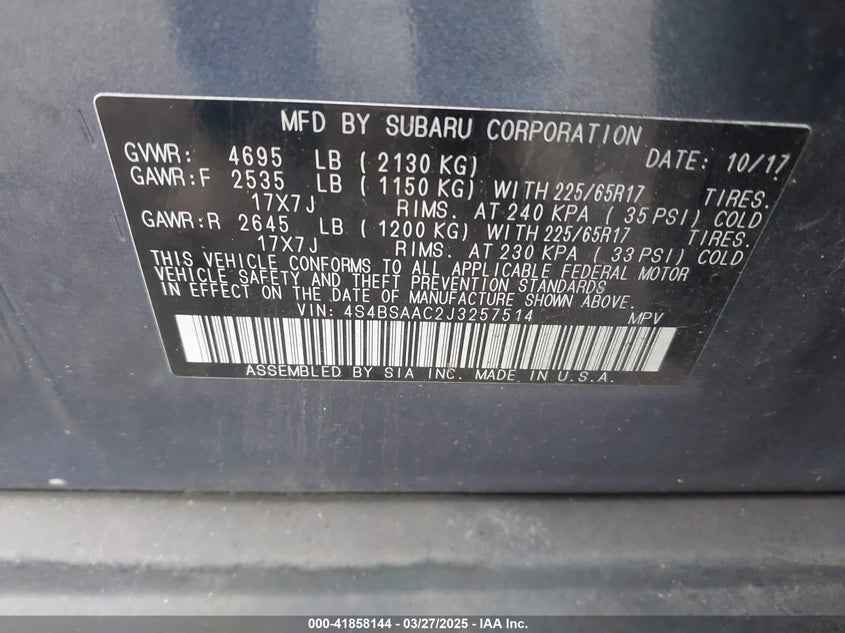 MFD BY SUBARU CORPORATION
GVWR: 4695 LB ( 2130 KG) DATE: 10/17
GAWR:F 2535 LB ( 1150 KG) WITH 225/65R17 TIRES.
17X7J RIMS. AT 240 KPA ( 35 PSI) COLD
GAWR:R 2645 LB ( 1200 KG) WITH 225/65R17 TIRES.
17X7J RIMS. AT 230 KPA ( 33 PSI) COLD
THIS VEHICLE CONFORMS TO ALL APPLICABLE FEDERAL MOTOR
VEHICLE SAFETY AND THEFT PREVENTION STANDARDS
IN EFFECT ON THE DATE OF MANUFACTURE SHOWN ABOVE.
VIN: 4S4BSAAC2J3257514 MPV
ASSEMBLED BY SIA INC. MADE IN U.S.A.
000-41858144 — 03/27/2025 — IAA Inc.